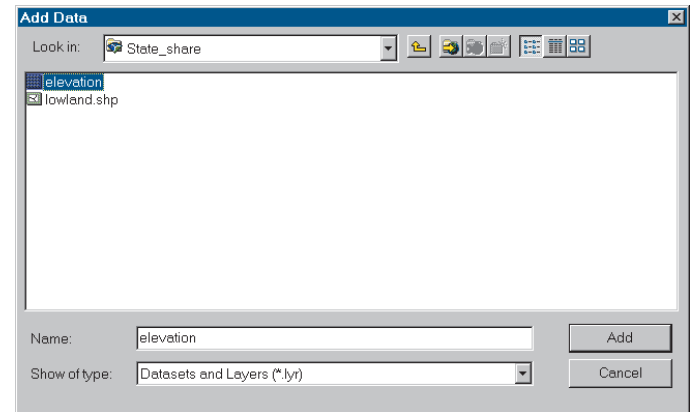 Add Data
Look in: State_share
elevation
lowland.shp
Name: elevation Add
Show of type: Datasets and Layers (*.lyr) Cancel